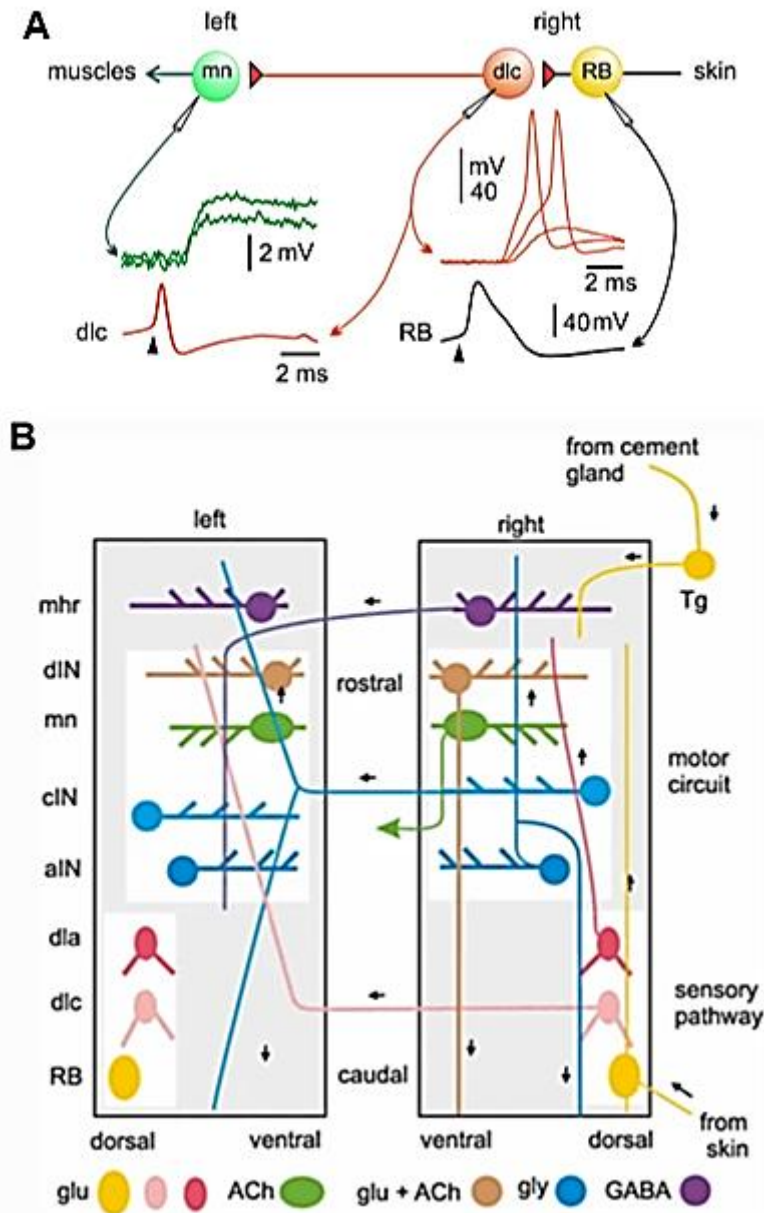 A
left
right
muscles
mn
dlc
RB
skin
mV
40
2 mV
2 ms
dlc
RB
40mV
2 ms
B
from cement
gland
left
right
mhr
Tg
dIN
rostral
mn
motor
circuit
cIN
aIN
dla
dlc
sensory
pathway
RB
caudal
from
skin
dorsal
ventral
ventral
dorsal
glu
ACh
glu + ACh
gly
GABA